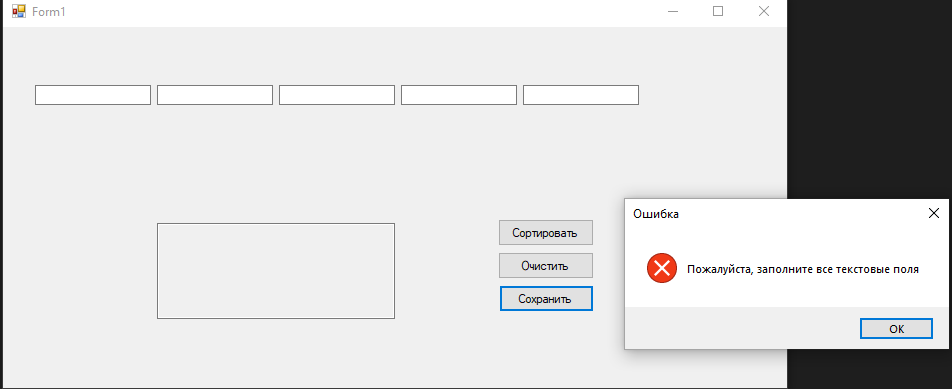 Form1
Сортировать
Очистить
Сохранить
Ошибка
Пожалуйста, заполните все текстовые поля
OK